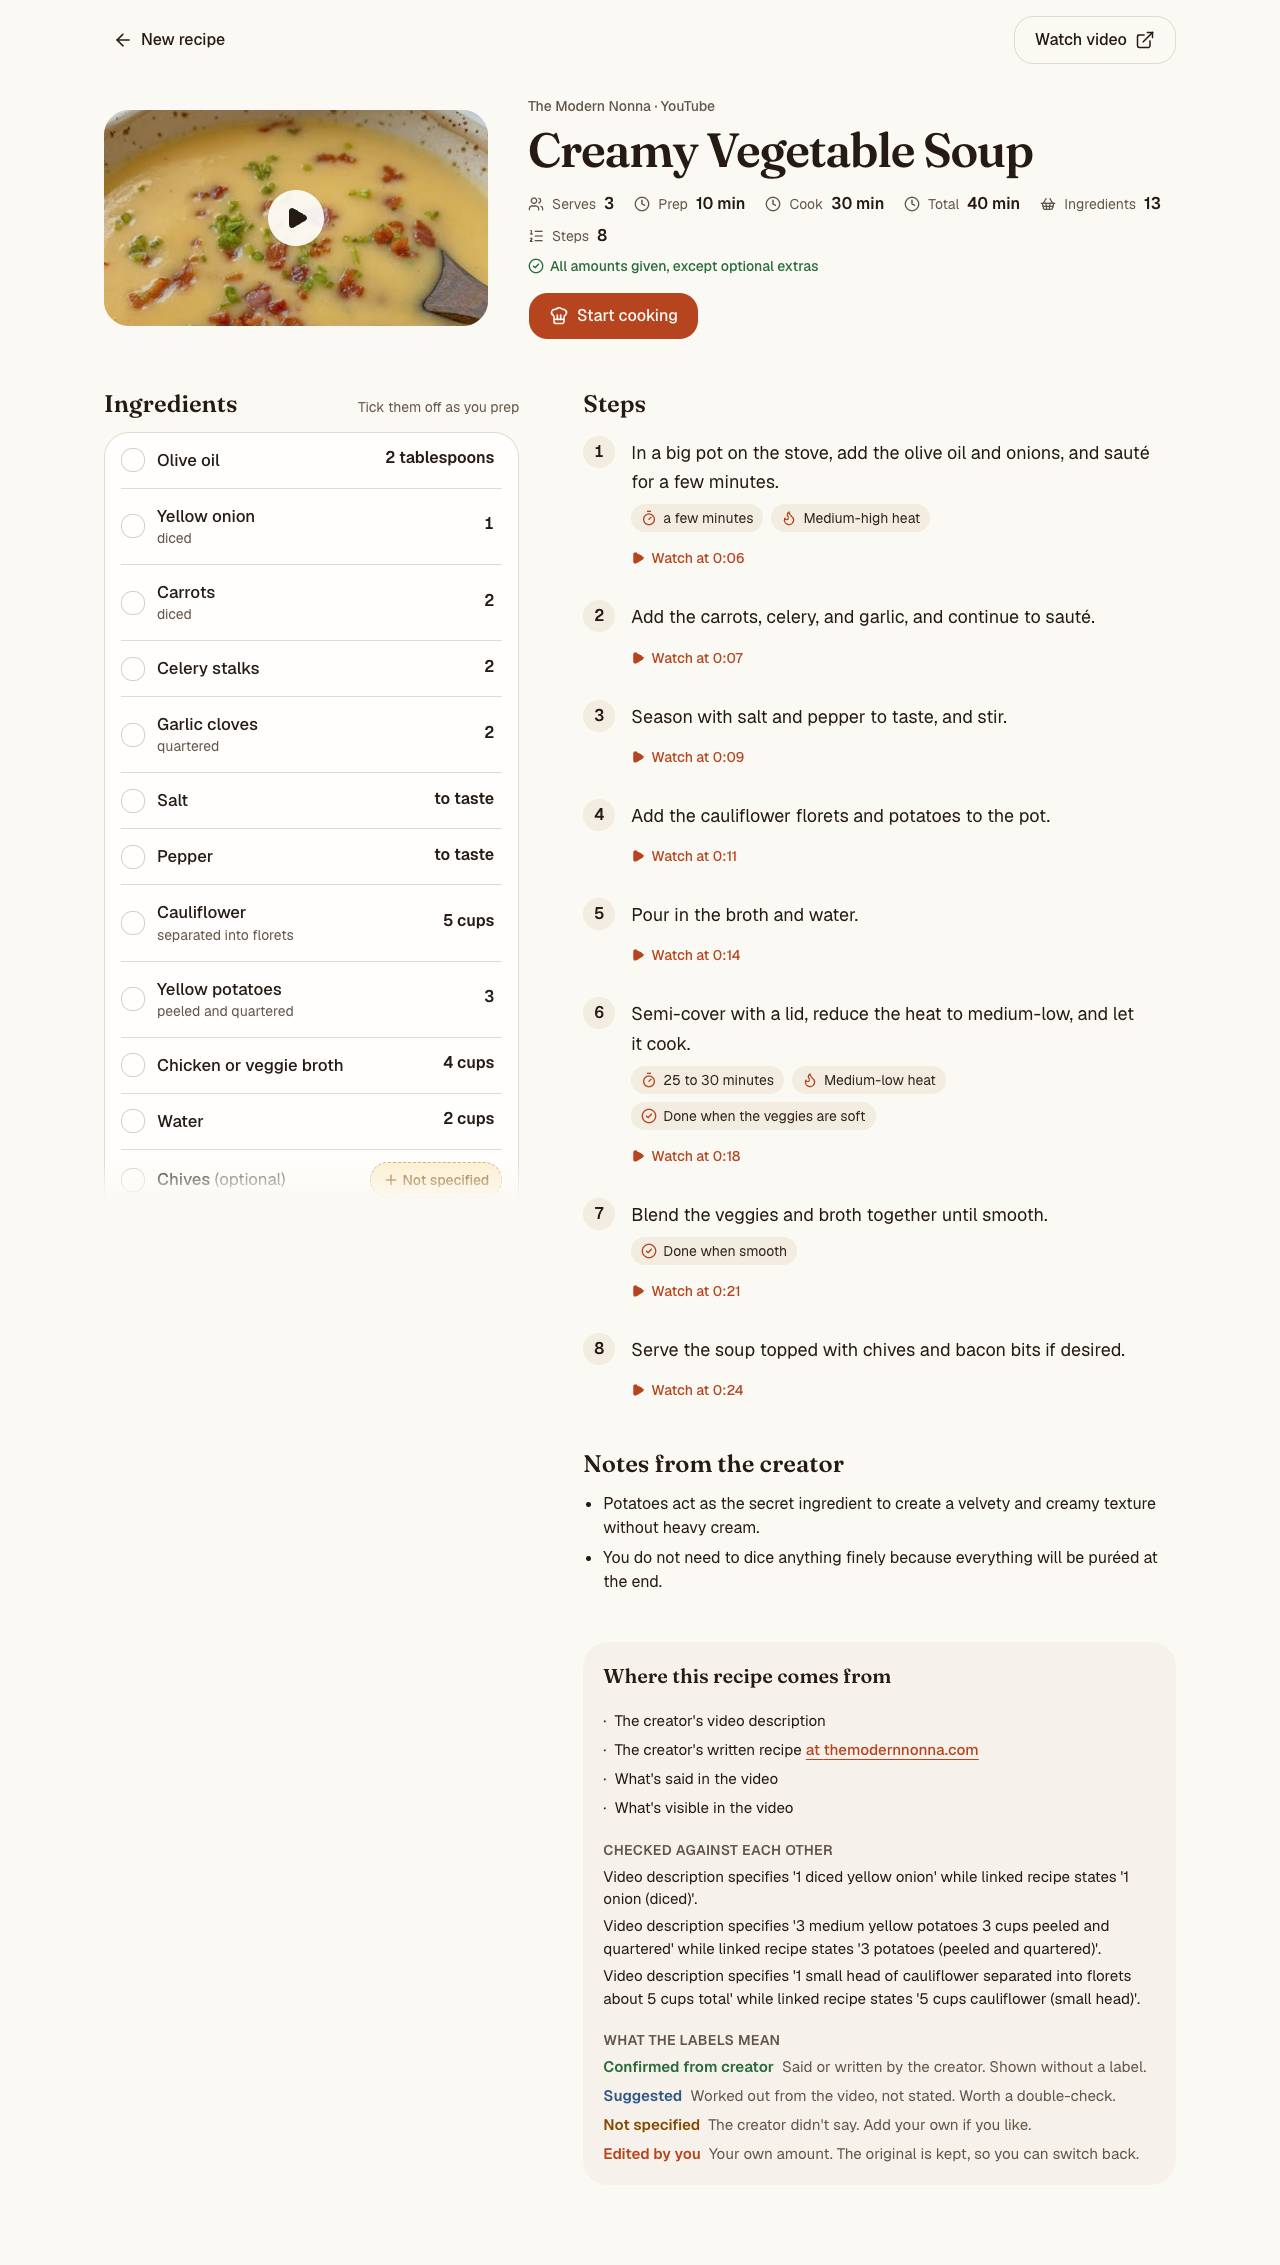 New recipe
Watch video
The Modern Nonna · YouTube
Creamy Vegetable Soup
Serves 3 Prep 10 min Cook 30 min Total 40 min Ingredients 13
Steps 8
All amounts given, except optional extras
Start cooking
Ingredients
Tick them off as you prep
Olive oil 2 tablespoons
Yellow onion 1
diced
Carrots 2
diced
Celery stalks 2
Garlic cloves 2
quartered
Salt to taste
Pepper to taste
Cauliflower 5 cups
separated into florets
Yellow potatoes 3
peeled and quartered
Chicken or veggie broth 4 cups
Water 2 cups
Chives (optional) + Not specified
Steps
1 In a big pot on the stove, add the olive oil and onions, and sauté
for a few minutes.
a few minutes Medium-high heat
Watch at 0:06
2 Add the carrots, celery, and garlic, and continue to sauté.
Watch at 0:07
3 Season with salt and pepper to taste, and stir.
Watch at 0:09
4 Add the cauliflower florets and potatoes to the pot.
Watch at 0:11
5 Pour in the broth and water.
Watch at 0:14
6 Semi-cover with a lid, reduce the heat to medium-low, and let
it cook.
25 to 30 minutes Medium-low heat
Done when the veggies are soft
Watch at 0:18
7 Blend the veggies and broth together until smooth.
Done when smooth
Watch at 0:21
8 Serve the soup topped with chives and bacon bits if desired.
Watch at 0:24
Notes from the creator
• Potatoes act as the secret ingredient to create a velvety and creamy texture
without heavy cream.
• You do not need to dice anything finely because everything will be puréed at
the end.
Where this recipe comes from
· The creator's video description
· The creator's written recipe at themodernnonna.com
· What's said in the video
· What's visible in the video
CHECKED AGAINST EACH OTHER
Video description specifies '1 diced yellow onion' while linked recipe states '1
onion (diced)'.
Video description specifies '3 medium yellow potatoes 3 cups peeled and
quartered' while linked recipe states '3 potatoes (peeled and quartered)'.
Video description specifies '1 small head of cauliflower separated into florets
about 5 cups total' while linked recipe states '5 cups cauliflower (small head)'.
WHAT THE LABELS MEAN
Confirmed from creator Said or written by the creator. Shown without a label.
Suggested Worked out from the video, not stated. Worth a double-check.
Not specified The creator didn't say. Add your own if you like.
Edited by you Your own amount. The original is kept, so you can switch back.